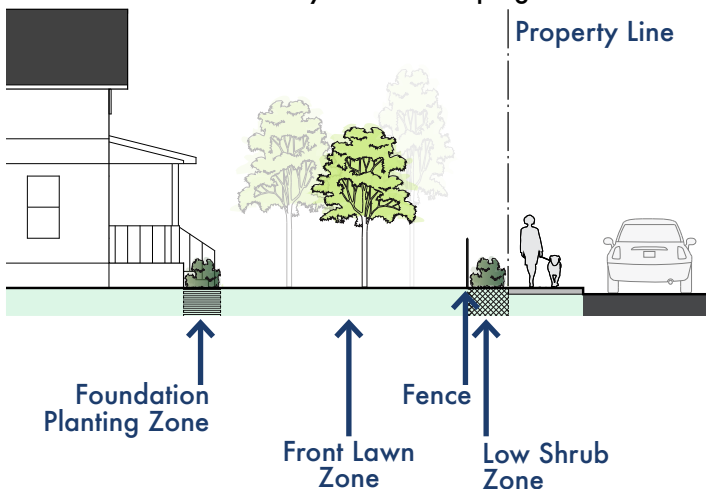 Property Line
Foundation
Planting Zone
Fence
Front Lawn
Zone
Low Shrub
Zone